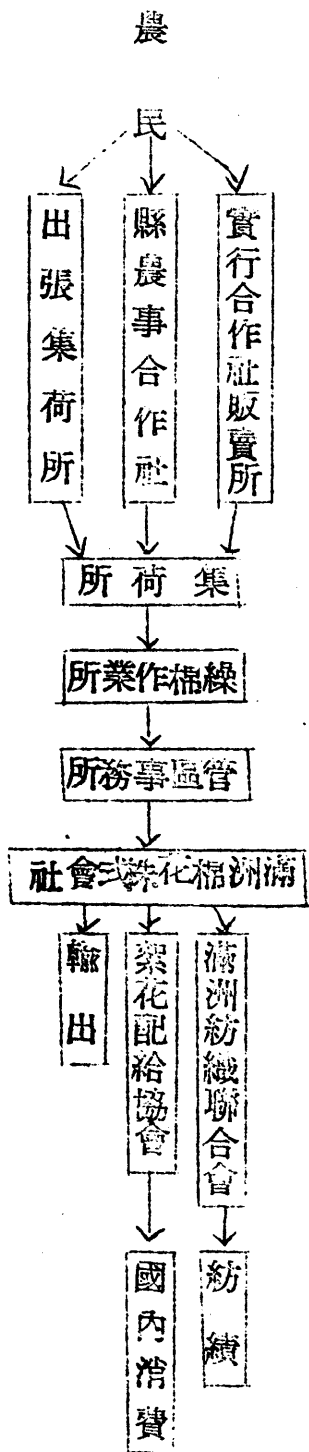 農民
實行合作社販賣所
縣農事合作社
出張集荷所
集荷所
繰棉作業所
管區事務所
滿洲棉花株式會社
滿洲紡織聯合會
絮花配給協會
輸出
紡績
國內消費